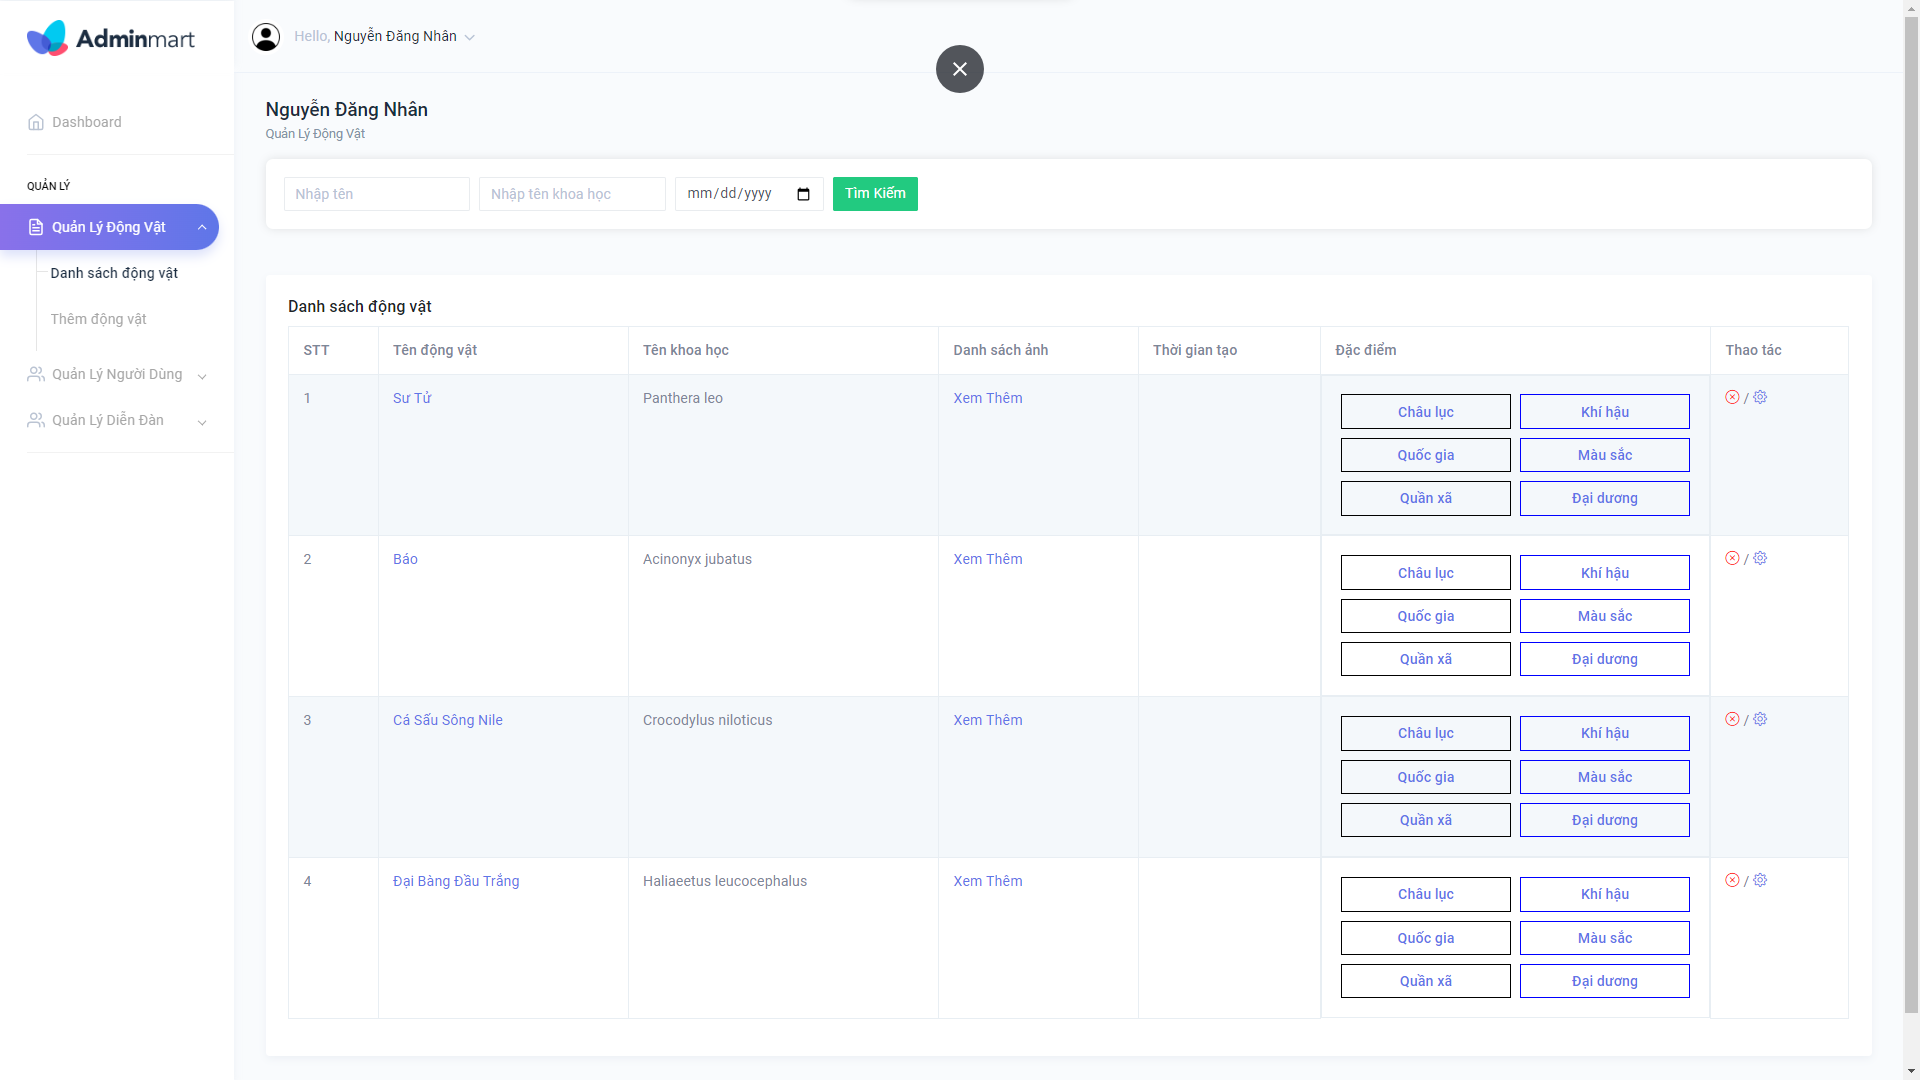 Adminmart
Hello, Nguyễn Đăng Nhân
Dashboard
QUẢN LÝ
Quản Lý Động Vật
Danh sách động vật
Thêm động vật
Quản Lý Người Dùng
Quản Lý Diễn Đàn
Nguyễn Đăng Nhân
Quản Lý Động Vật
Nhập tên Nhập tên khoa học mm/dd/yyyy Tìm Kiếm
Danh sách động vật
STT Tên động vật Tên khoa học Danh sách ảnh Thời gian tạo Đặc điểm Thao tác
1 Sư Tử Panthera leo Xem Thêm /
Châu lục Khí hậu
Quốc gia Màu sắc
Quần xã Đại dương
2 Báo Acinonyx jubatus Xem Thêm /
Châu lục Khí hậu
Quốc gia Màu sắc
Quần xã Đại dương
3 Cá Sấu Sông Nile Crocodylus niloticus Xem Thêm /
Châu lục Khí hậu
Quốc gia Màu sắc
Quần xã Đại dương
4 Đại Bàng Đầu Trắng Haliaeetus leucocephalus Xem Thêm /
Châu lục Khí hậu
Quốc gia Màu sắc
Quần xã Đại dương